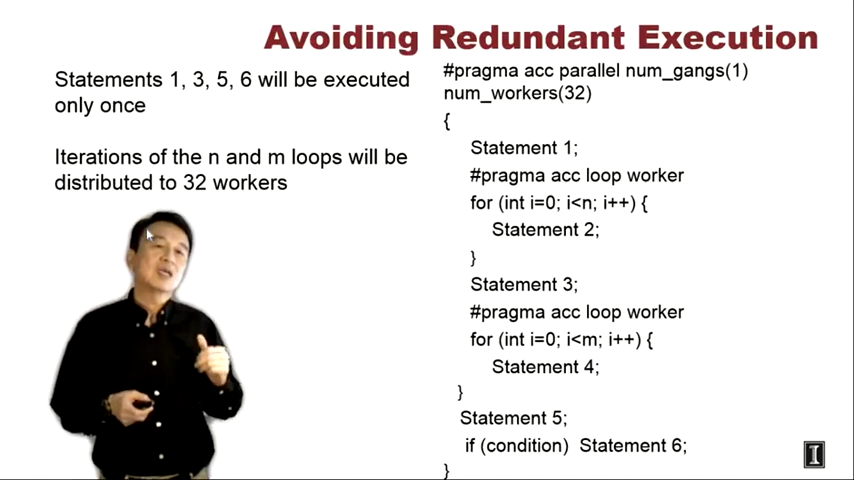 Avoiding Redundant Execution
Statements 1, 3, 5, 6 will be executed
only once
Iterations of the n and m loops will be
distributed to 32 workers
#pragma acc parallel num_gangs(1)
num_workers(32)
{
Statement 1;
#pragma acc loop worker
for (int i=0; i<n; i++) {
Statement 2;
}
Statement 3;
#pragma acc loop worker
for (int i=0; i<m; i++) {
Statement 4;
}
Statement 5;
if (condition) Statement 6;
}
I